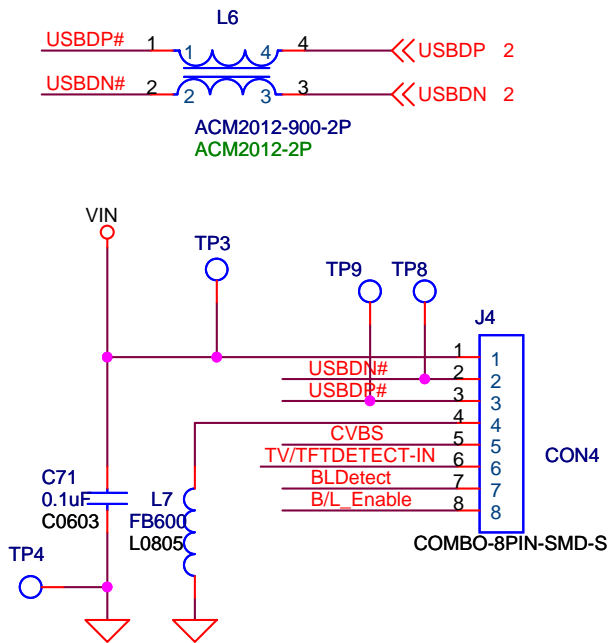 L6
USBDP# 1 1 4 4 USBDP 2
USBDN# 2 2 3 3 USBDN 2
ACM2012-900-2P
ACM2012-2P
VIN
TP3
TP9 TP8
J4
1 1
USBDN# 2 2
USBDP# 3 3
4 4
CVBS 5 5
TV/TFTDETECT-IN 6 6
BLDetect 7 7
B/L_Enable 8 8
CON4
COMBO-8PIN-SMD-S
C71
0.1uF
C0603
L7
FB600
L0805
TP4